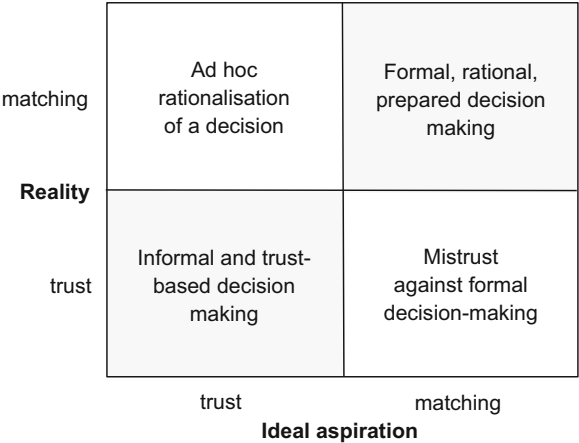 Ad hoc
rationalisation
of a decision
Formal, rational,
prepared decision
making
matching
Reality
Informal and trust-
based decision
making
Mistrust
against formal
decision-making
trust
trust
matching
Ideal aspiration